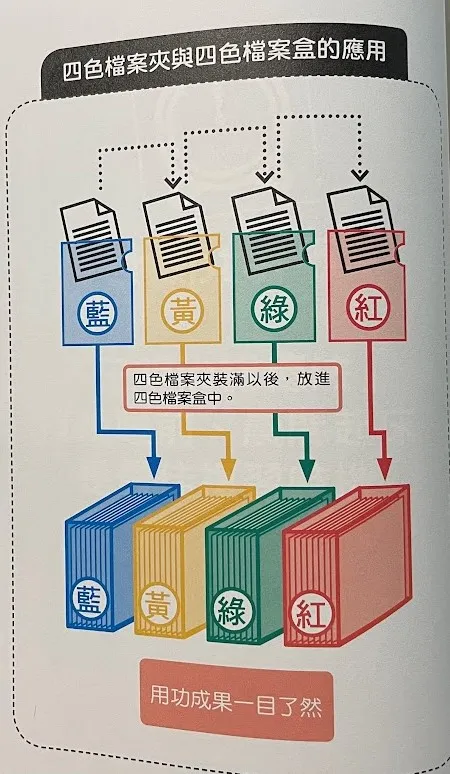 四色檔案夾與四色檔案盒的應用
藍
黃
綠
紅
四色檔案夾裝滿以後，放進
四色檔案盒中。
藍
黃
綠
紅
用功成果一目了然